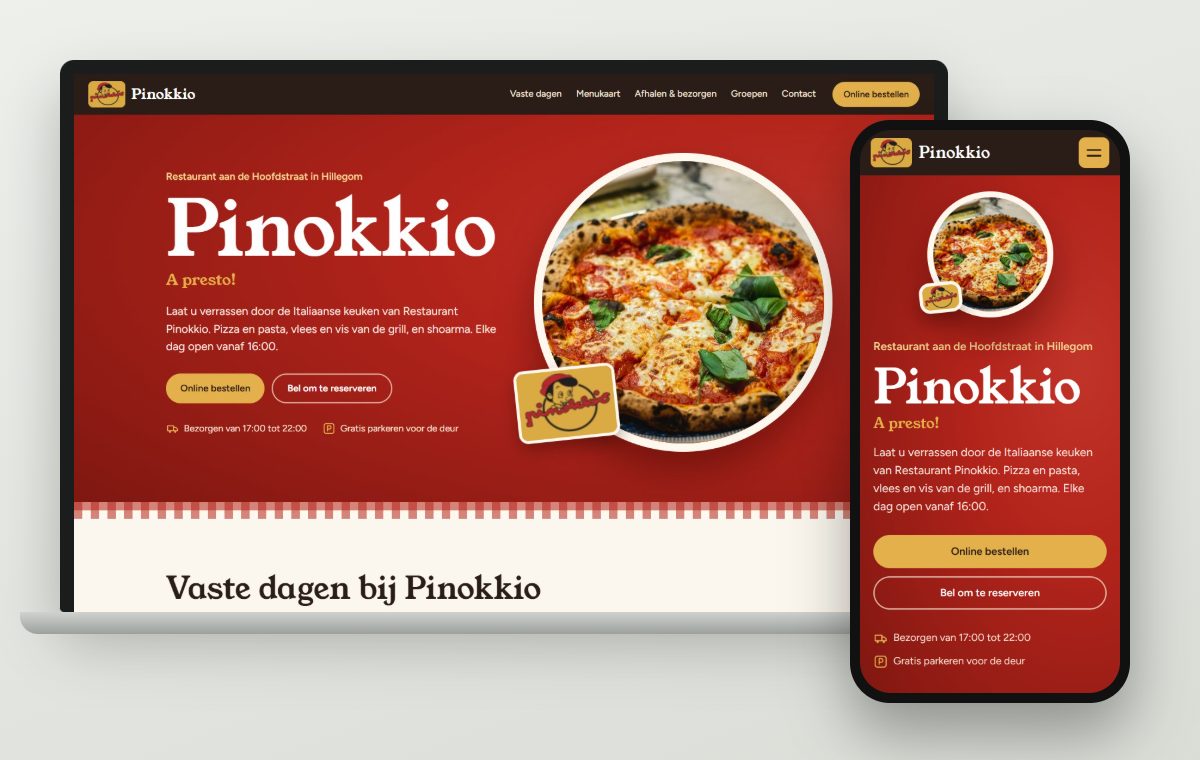 pinokkio
Pinokkio
Vaste dagen
Menukaart
Afhalen & bezorgen
Groepen
Contact
Online bestellen
Restaurant aan de Hoofdstraat in Hillegom
Pinokkio
A presto!
Laat u verrassen door de Italiaanse keuken van Restaurant
Pinokkio. Pizza en pasta, vlees en vis van de grill, en shoarma. Elke
dag open vanaf 16:00.
Online bestellen
Bel om te reserveren
Bezorgen van 17:00 tot 22:00
P
Gratis parkeren voor de deur
pinokkio
Vaste dagen bij Pinokkio
pinokkio
Pinokkio
pinokkio
Restaurant aan de Hoofdstraat in Hillegom
Pinokkio
A presto!
Laat u verrassen door de Italiaanse keuken
van Restaurant Pinokkio. Pizza en pasta,
vlees en vis van de grill, en shoarma. Elke
dag open vanaf 16:00.
Online bestellen
Bel om te reserveren
Bezorgen van 17:00 tot 22:00
P
Gratis parkeren voor de deur